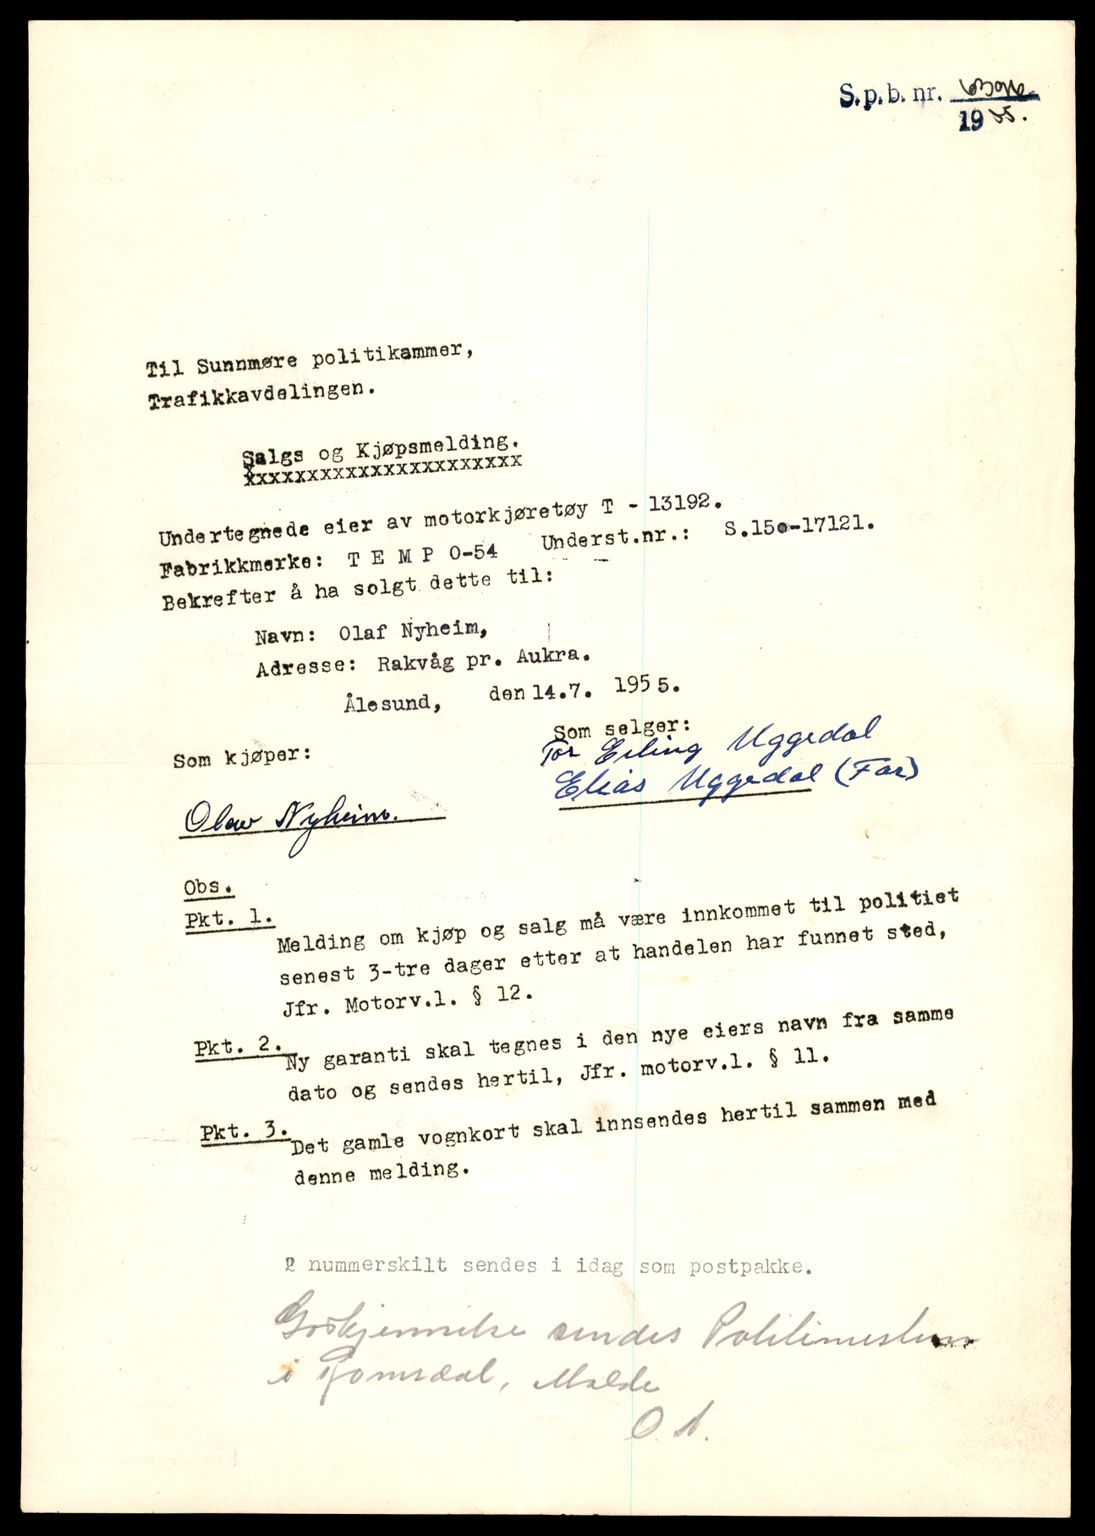 S.p.b. nr.
19 55.
Til Sunnmøre politikammer,
Trafikkavdelingen.
Salgs og Kjøpsmelding.
xxxxxxxxxxxxxxxxxxxxxx
Undertegnede eier av motorkjøretøy T - 13192.
Fabrikkmerke: T E M P O-54 Underst.nr.: S.150-17121.
Bekrefter å ha solgt dette til:
Navn: Olaf Nyheim,
Adresse: Rakvåg pr. Aukra.
Ålesund, den 14.7. 1955.
Som kjøper: Som selger:
For Erling Uggedal
Elias Uggedal (Far)
Olav Nyheim.
Obs.
Pkt. 1.
Melding om kjøp og salg må være innkommet til politiet
senest 3-tre dager etter at handelen har funnet sted,
Jfr. Motorv.l. § 12.
Pkt. 2.
Ny garanti skal tegnes i den nye eiers navn fra samme
dato og sendes hertil, Jfr. motorv.l. § 11.
Pkt. 3.
Det gamle vognkort skal innsendes hertil sammen med
denne melding.
2 nummerskilt sendes i idag som postpakke.
Godkjennelse sendes Politimesteren
i Romsdal, Molde
O. A.